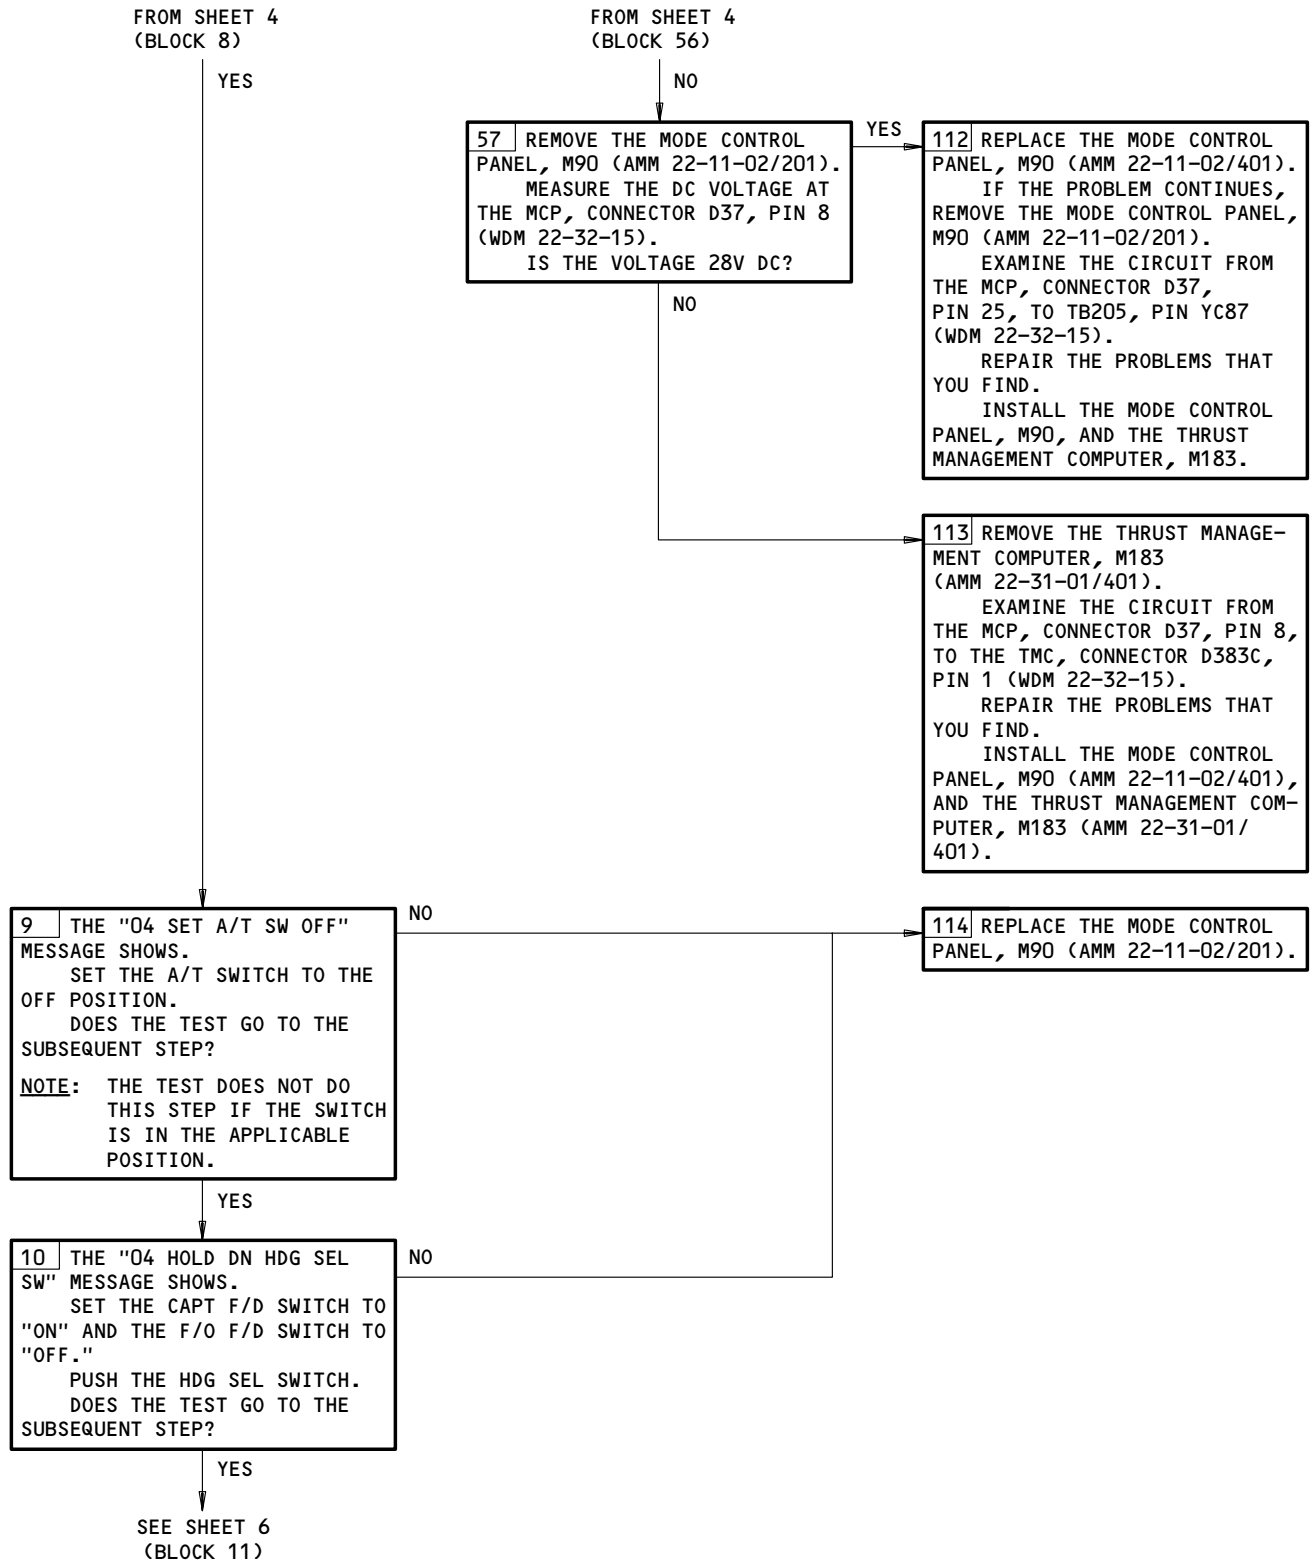 FROM SHEET 4
(BLOCK 8)
YES
FROM SHEET 4
(BLOCK 56)
NO
57 REMOVE THE MODE CONTROL
PANEL, M90 (AMM 22-11-02/201).
MEASURE THE DC VOLTAGE AT
THE MCP, CONNECTOR D37, PIN 8
(WDM 22-32-15).
IS THE VOLTAGE 28V DC?
YES
NO
112 REPLACE THE MODE CONTROL
PANEL, M90 (AMM 22-11-02/401).
IF THE PROBLEM CONTINUES,
REMOVE THE MODE CONTROL PANEL,
M90 (AMM 22-11-02/201).
EXAMINE THE CIRCUIT FROM
THE MCP, CONNECTOR D37,
PIN 25, TO TB205, PIN YC87
(WDM 22-32-15).
REPAIR THE PROBLEMS THAT
YOU FIND.
INSTALL THE MODE CONTROL
PANEL, M90, AND THE THRUST
MANAGEMENT COMPUTER, M183.
113 REMOVE THE THRUST MANAGE-
MENT COMPUTER, M183
(AMM 22-31-01/401).
EXAMINE THE CIRCUIT FROM
THE MCP, CONNECTOR D37, PIN 8,
TO THE TMC, CONNECTOR D383C,
PIN 1 (WDM 22-32-15).
REPAIR THE PROBLEMS THAT
YOU FIND.
INSTALL THE MODE CONTROL
PANEL, M90 (AMM 22-11-02/401),
AND THE THRUST MANAGEMENT COM-
PUTER, M183 (AMM 22-31-01/
401).
9 THE "04 SET A/T SW OFF"
MESSAGE SHOWS.
SET THE A/T SWITCH TO THE
OFF POSITION.
DOES THE TEST GO TO THE
SUBSEQUENT STEP?
NOTE: THE TEST DOES NOT DO
THIS STEP IF THE SWITCH
IS IN THE APPLICABLE
POSITION.
NO
YES
114 REPLACE THE MODE CONTROL
PANEL, M90 (AMM 22-11-02/201).
10 THE "04 HOLD DN HDG SEL
SW" MESSAGE SHOWS.
SET THE CAPT F/D SWITCH TO
"ON" AND THE F/O F/D SWITCH TO
"OFF."
PUSH THE HDG SEL SWITCH.
DOES THE TEST GO TO THE
SUBSEQUENT STEP?
NO
YES
SEE SHEET 6
(BLOCK 11)